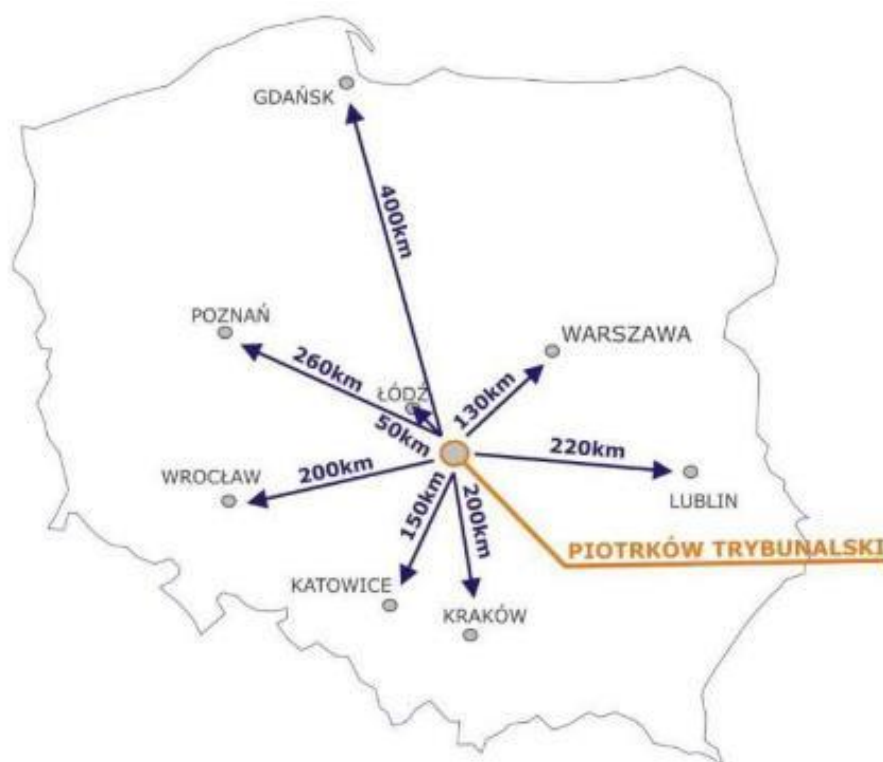 GDAŃSK
400km
POZNAŃ
260km
WARSZAWA
ŁÓDŹ
130km
50km
220km
WROCŁAW
200km
LUBLIN
150km
200km
PIOTRKÓW TRYBUNALSKI
KATOWICE
KRAKÓW